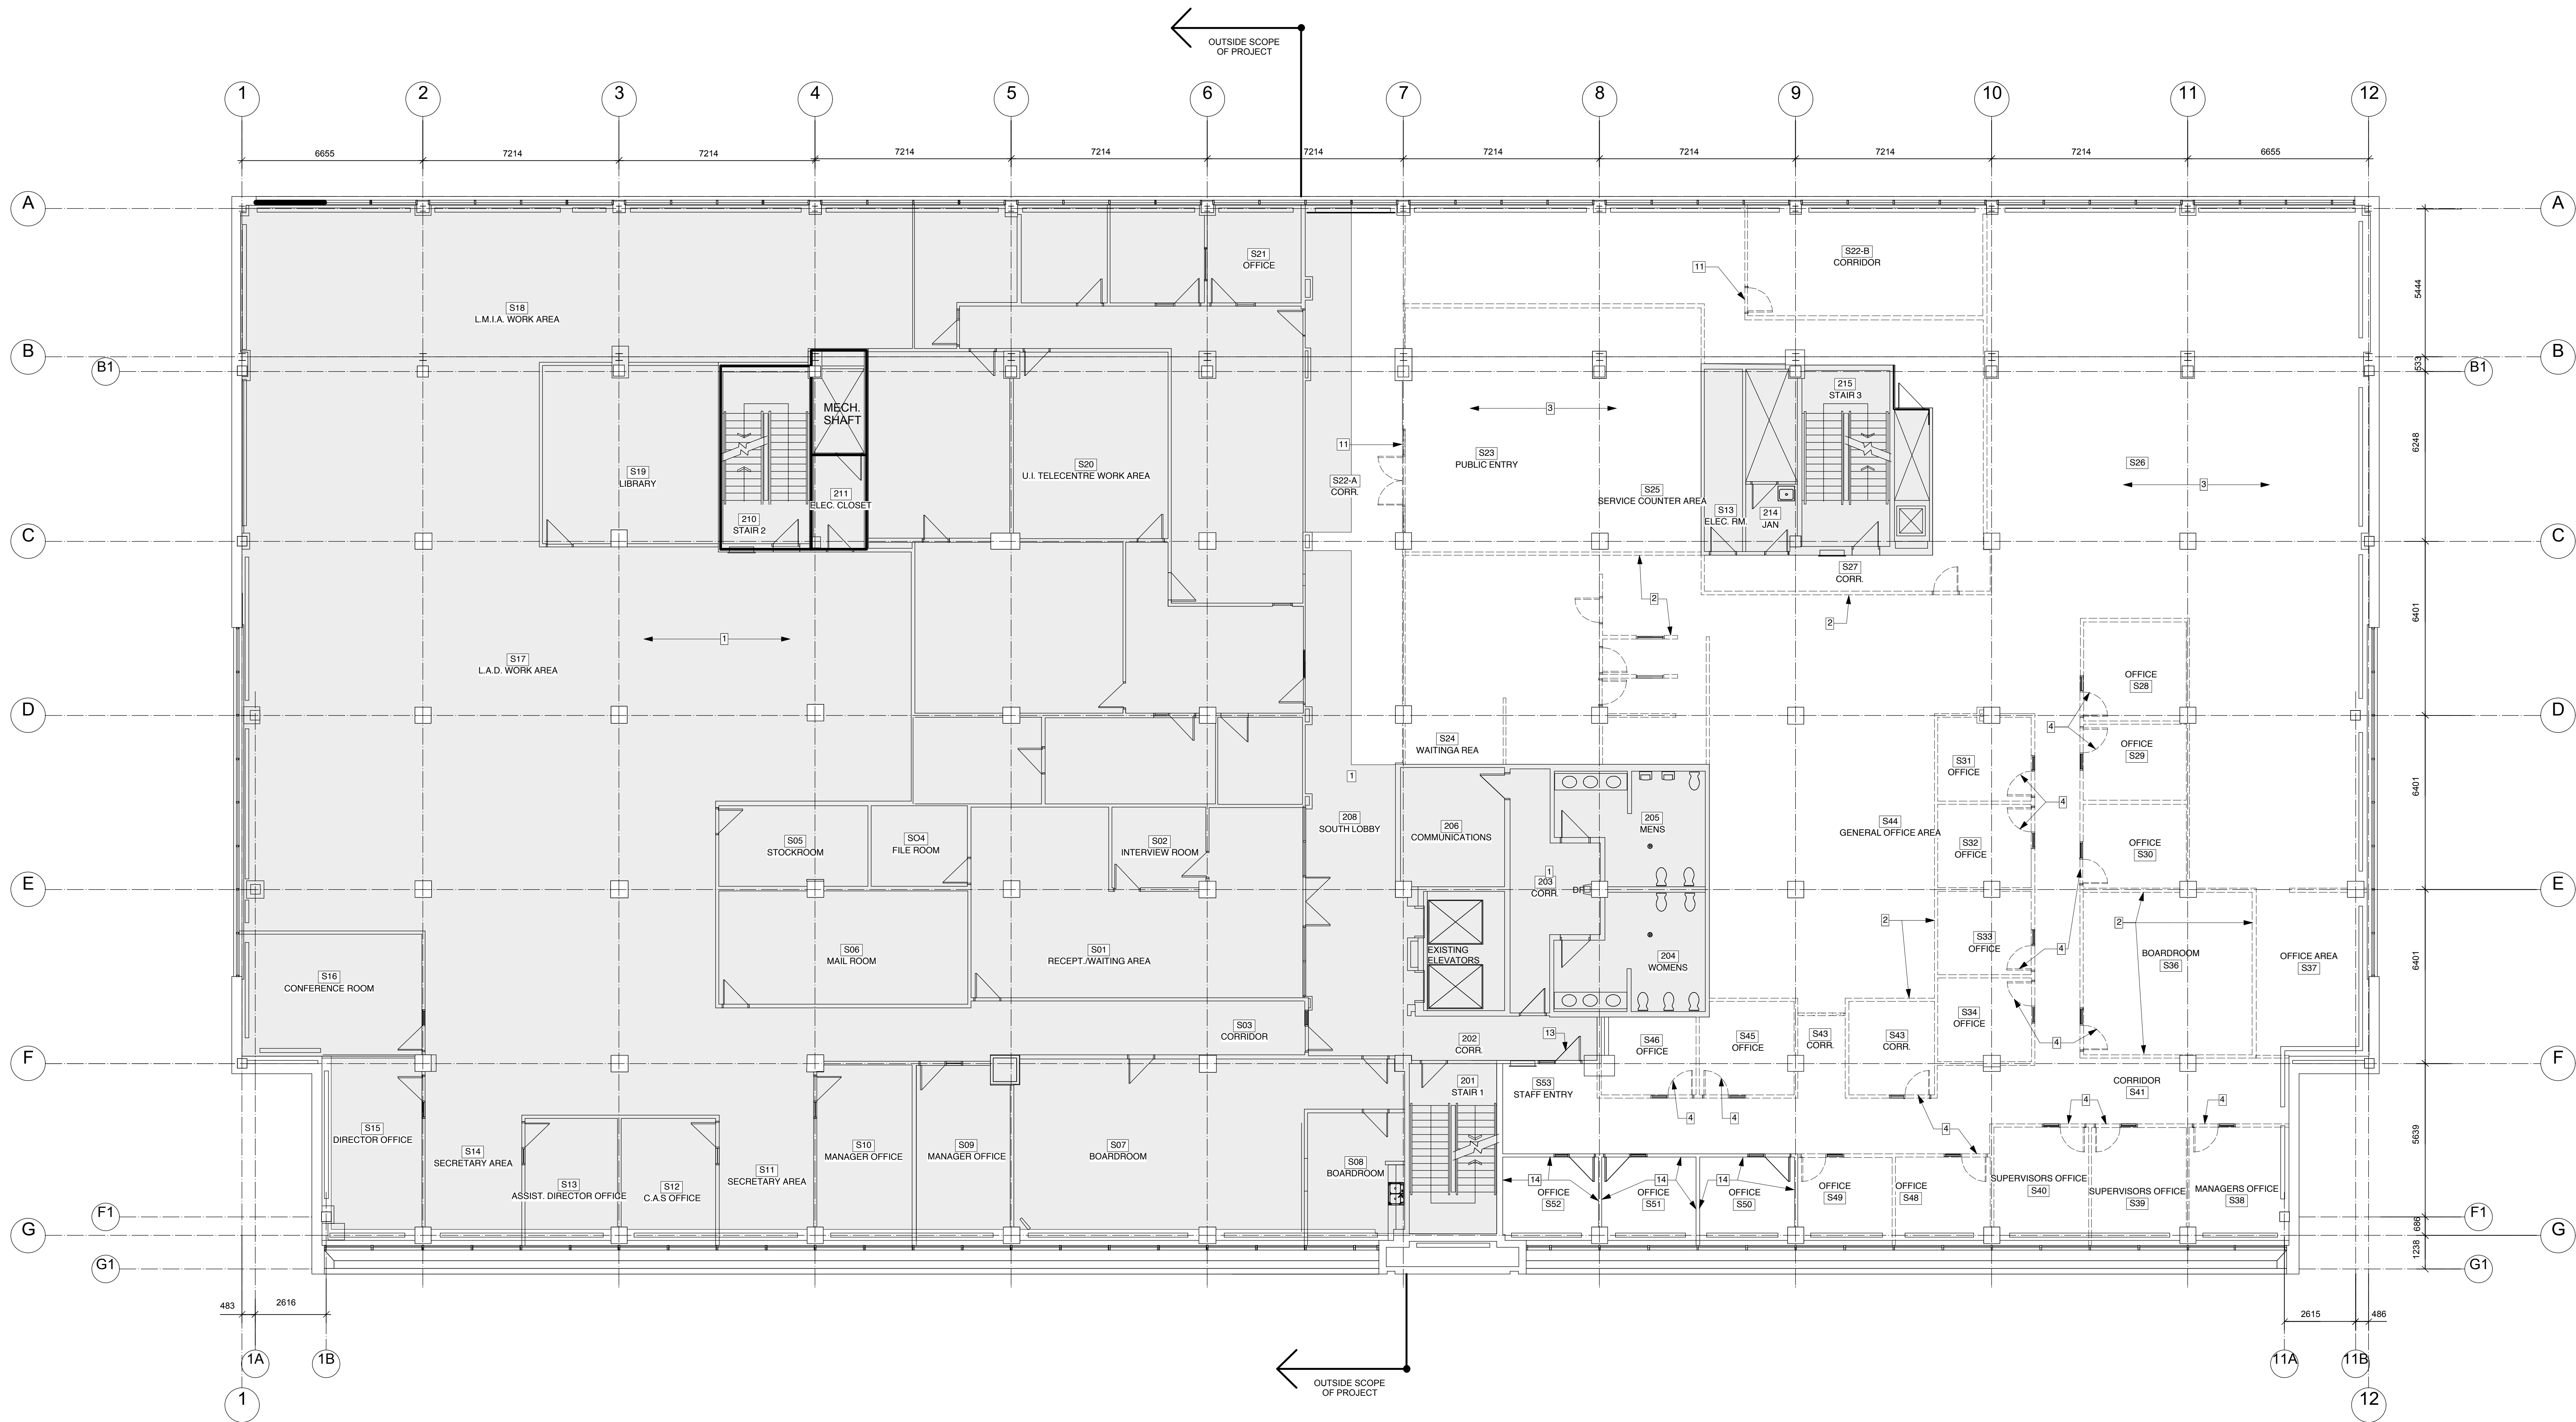 OUTSIDE SCOPE
OF PROJECT
1 2 3 4 5 6 7 8 9 10 11 12
6655 7214 7214 7214 7214 7214 7214 7214 7214 7214 6655
A A
S21
OFFICE
S22-B
CORRIDOR
11
S18
L.M.I.A. WORK AREA
5444
B B
B1 B1
533
MECH.
SHAFT
3
215
STAIR 3
11
S19
LIBRARY
S20
U.I. TELECENTRE WORK AREA
S22-A
CORR.
S23
PUBLIC ENTRY
S25
SERVICE COUNTER AREA
S26
3
6248
211
ELEC. CLOSET
210
STAIR 2
S13
ELEC. RM.
214
JAN
C C
S27
CORR.
2
2
6401
1
S17
L.A.D. WORK AREA
OFFICE
S28
4
D D
S24
WAITINGA REA
OFFICE
S29
S31
OFFICE
1
4
6401
S05
STOCKROOM
SO4
FILE ROOM
S02
INTERVIEW ROOM
208
SOUTH LOBBY
206
COMMUNICATIONS
205
MENS
S44
GENERAL OFFICE AREA
S32
OFFICE
OFFICE
S30
1
203
CORR.
DF
E E
2
2
S06
MAIL ROOM
S01
RECEPT./WAITING AREA
EXISTING
ELEVATORS
204
WOMENS
S33
OFFICE
4
BOARDROOM
S36
OFFICE AREA
S37
6401
S16
CONFERENCE ROOM
S03
CORRIDOR
202
CORR.
13
S46
OFFICE
S45
OFFICE
S43
CORR.
S43
CORR.
S34
OFFICE
4
F F
201
STAIR 1
S53
STAFF ENTRY
CORRIDOR
S41
4 4 4 4 4
S15
DIRECTOR OFFICE
S14
SECRETARY AREA
S13
ASSIST. DIRECTOR OFFICE
S12
C.A.S OFFICE
S11
SECRETARY AREA
S10
MANAGER OFFICE
S09
MANAGER OFFICE
S07
BOARDROOM
S08
BOARDROOM
5639
14 14 14
OFFICE
S52
OFFICE
S51
OFFICE
S50
OFFICE
S49
OFFICE
S48
SUPERVISORS OFFICE
S40
SUPERVISORS OFFICE
S39
MANAGERS OFFICE
S38
F1 F1
686
G G
1238
G1 G1
483 2616 2615 486
1A 1B 11A 11B
OUTSIDE SCOPE
OF PROJECT
1 12